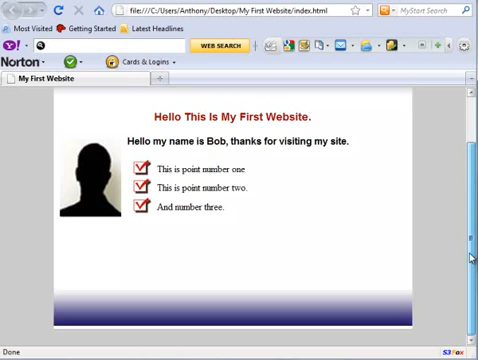 file:///C:/Users/Anthony/Desktop/My First Website/index.html
MyStart Search
Most Visited Getting Started Latest Headlines
Y! WEB SEARCH
Norton Cards & Logins
My First Website
Hello This Is My First Website.
Hello my name is Bob, thanks for visiting my site.
This is point number one
This is point number two.
And number three.
Done S3Fox